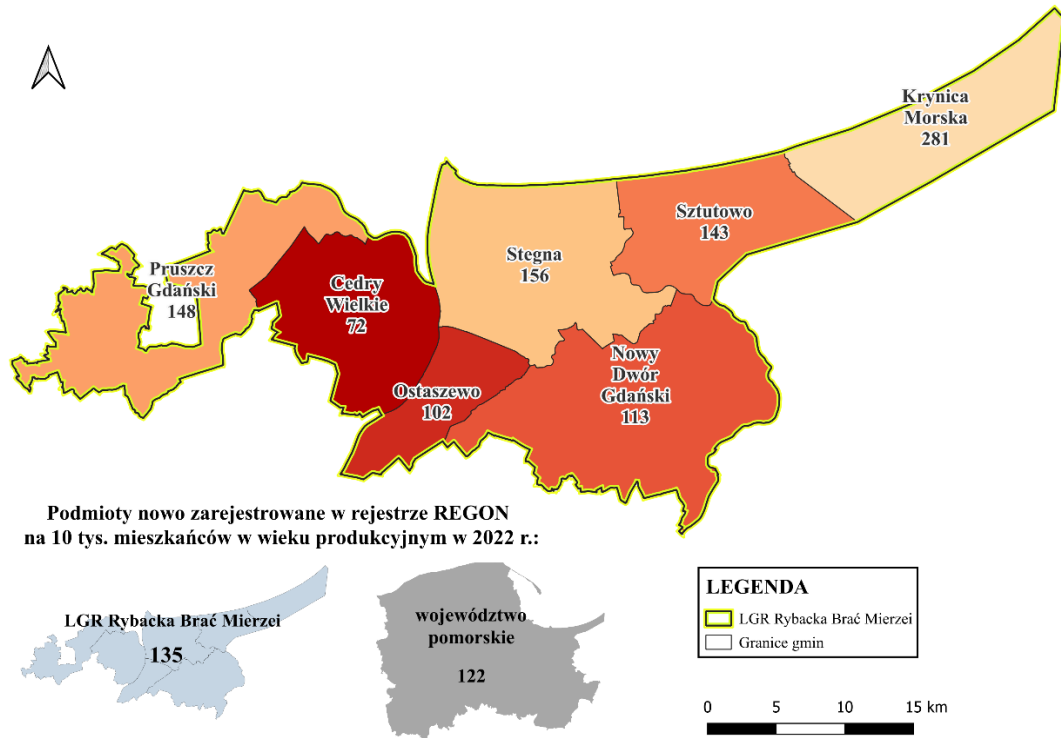 Krynica
Morska
281
Sztutowo
143
Stegna
156
Pruszcz
Gdański
148
Cedry
Wielkie
72
Nowy
Dwór
Gdański
113
Ostaszewo
102
Podmioty nowo zarejestrowane w rejestrze REGON
na 10 tys. mieszkańców w wieku produkcyjnym w 2022 r.:
LGR Rybacka Brać Mierzei
135
województwo
pomorskie
122
LEGENDA
LGR Rybacka Brać Mierzei
Granice gmin
0 5 10 15 km